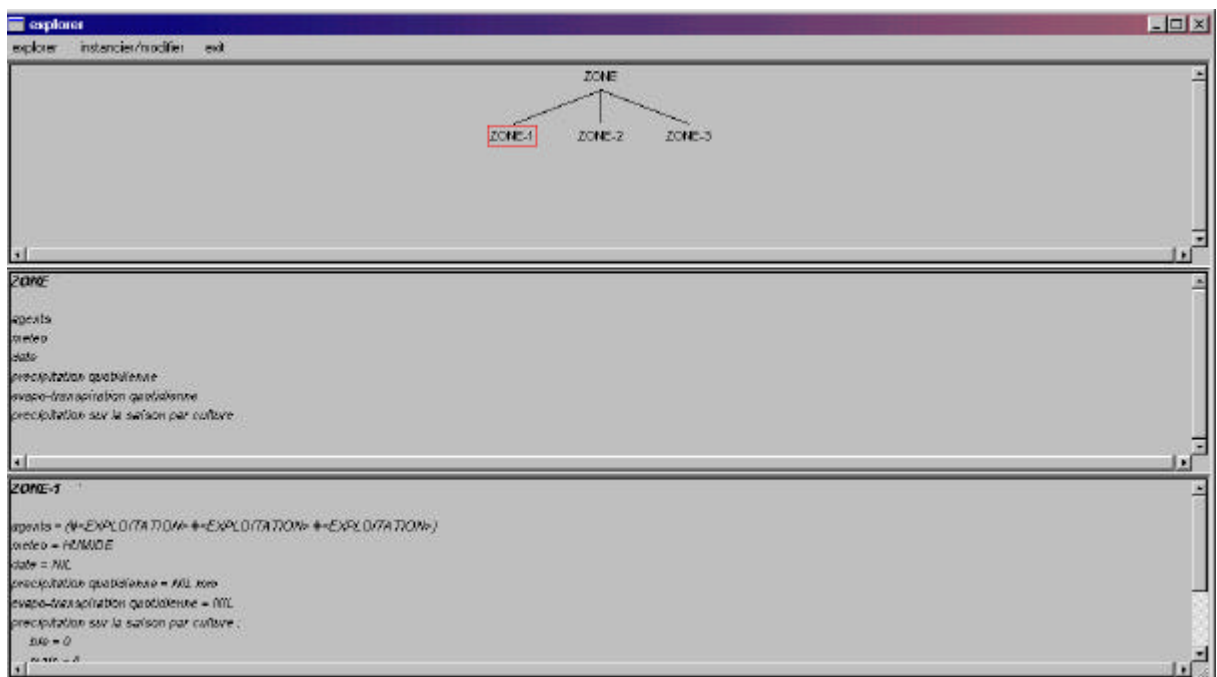 explorer
explorer instancier/modifier exit
ZONE
ZONE-1 ZONE-2 ZONE-3
ZONE
agents
meteo
date
precipitation quotidienne
evapo-transpiration quotidienne
precipitation sur la saison par culture
ZONE-1
agents = (#<EXPLOITATION> #<EXPLOITATION> #<EXPLOITATION>)
meteo = HUMIDE
date = NIL
precipitation quotidienne = NIL mm
evapo-transpiration quotidienne = NIL
precipitation sur la saison par culture :
= 0